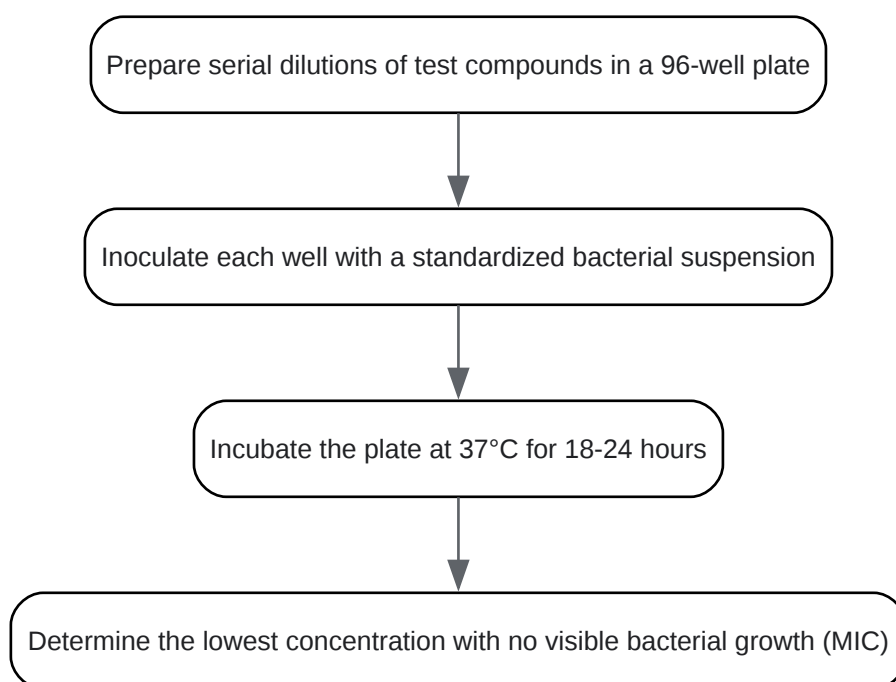 Prepare serial dilutions of test compounds in a 96-well plate
Inoculate each well with a standardized bacterial suspension
Incubate the plate at 37°C for 18-24 hours
Determine the lowest concentration with no visible bacterial growth (MIC)